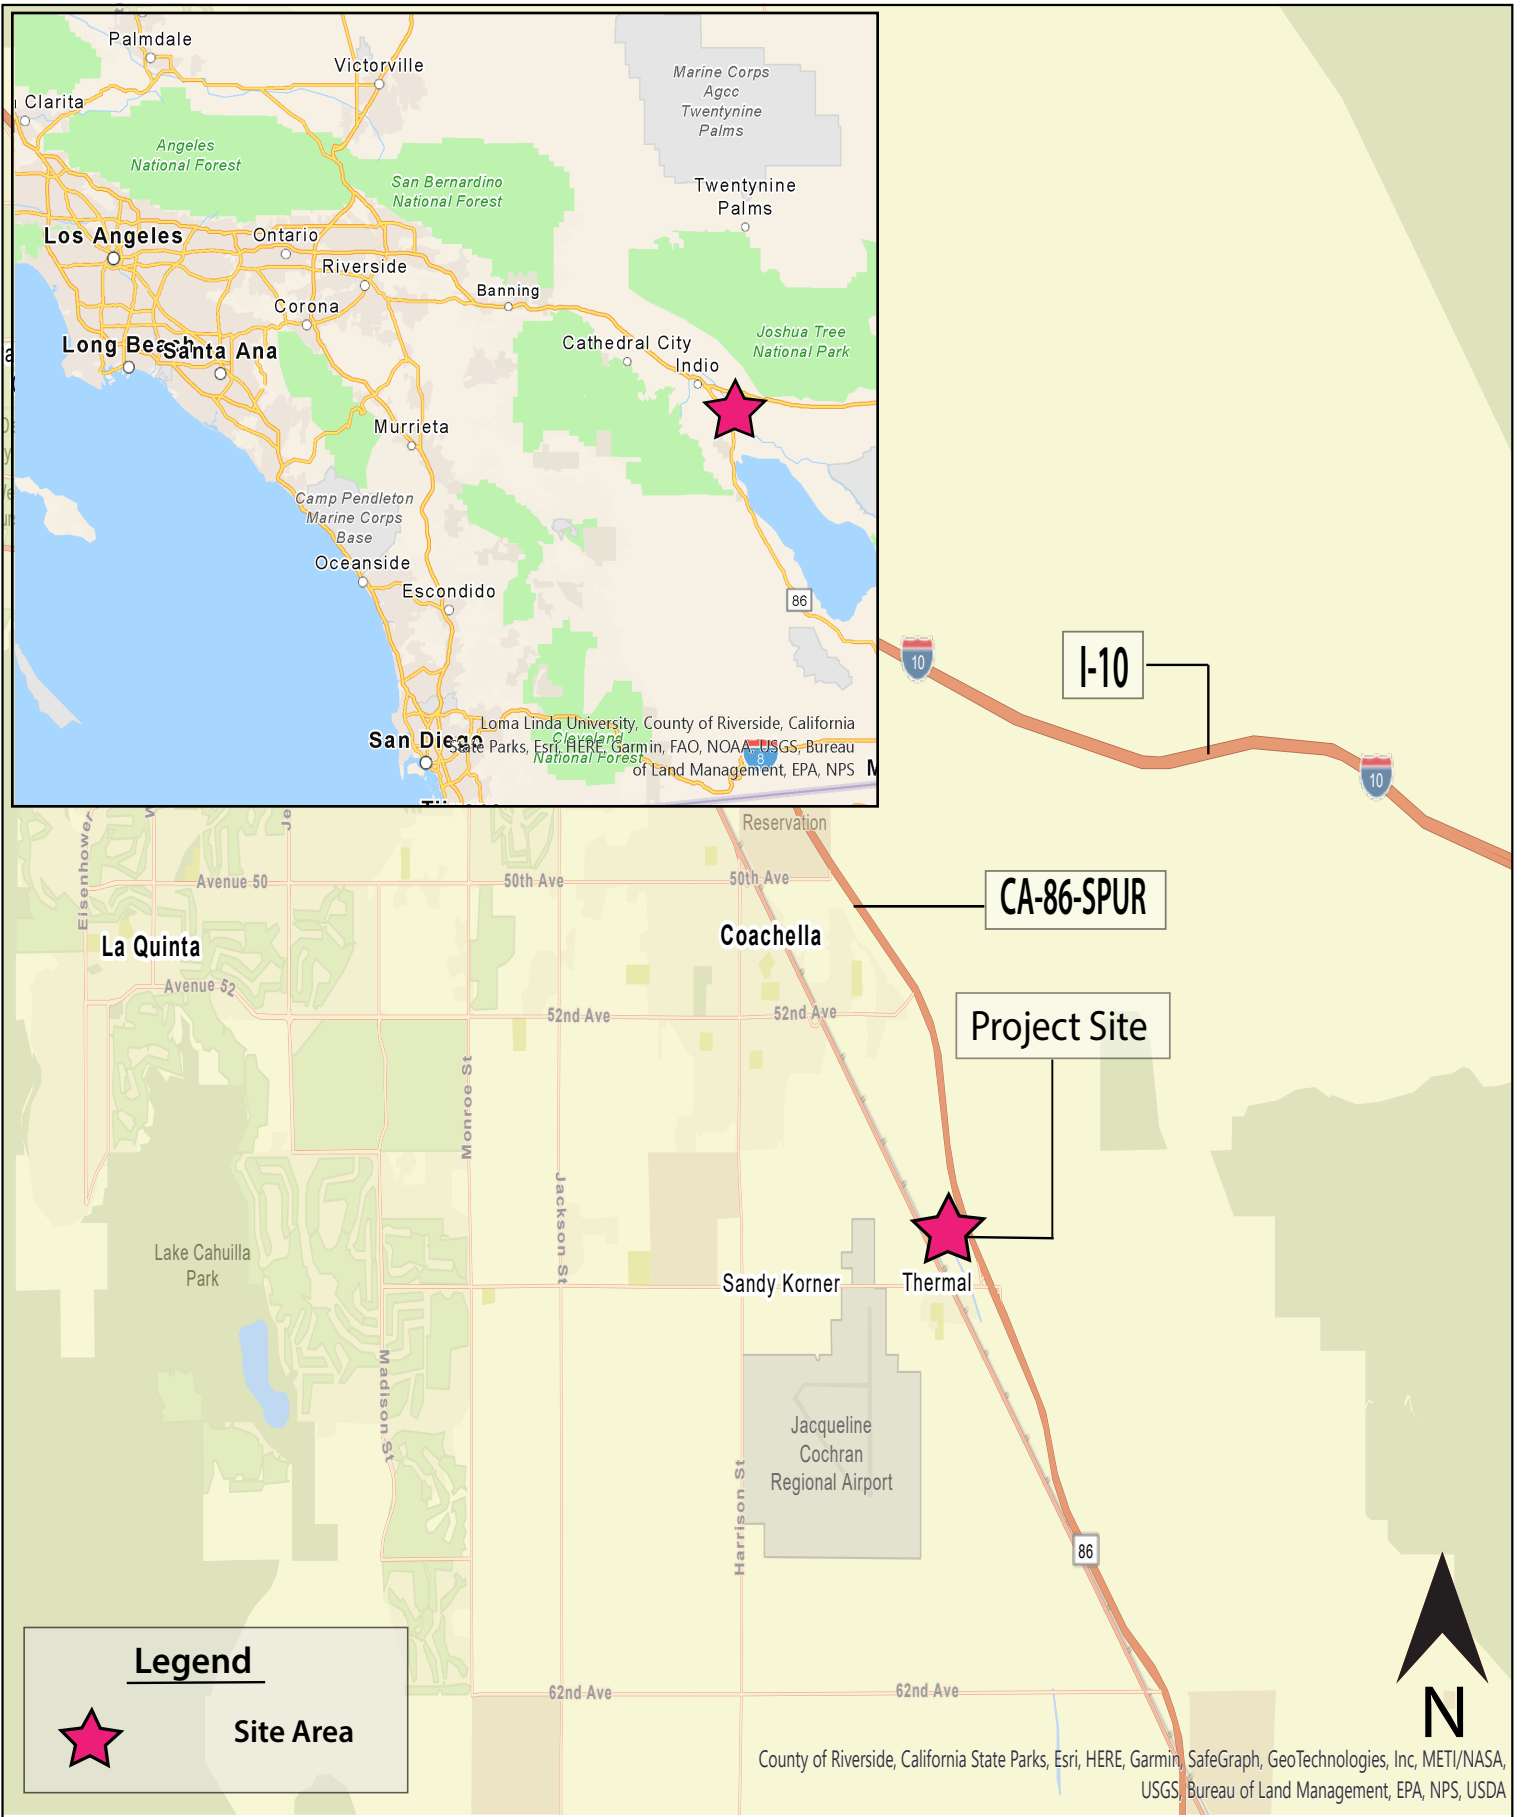 Palmdale
Victorville
Clarita
Marine Corps
Agcc
Twentynine
Palms
Angeles
National Forest
San Bernardino
National Forest
Twentynine
Palms
Los Angeles
Ontario
Riverside
Banning
Corona
Joshua Tree
National Park
Cathedral City
Long Beach
Santa Ana
Indio
Murrieta
Camp Pendleton
Marine Corps
Base
Oceanside
Escondido
86
San Diego
Cleveland
National Forest
8
Loma Linda University, County of Riverside, California
State Parks, Esri, HERE, Garmin, FAO, NOAA, USGS, Bureau
of Land Management, EPA, NPS
10
I-10
10
Reservation
Eisenhower
Avenue 50
50th Ave
50th Ave
CA-86-SPUR
La Quinta
Coachella
Avenue 52
52nd Ave
52nd Ave
Project Site
Monroe St
Jackson St
Lake Cahuilla
Park
Sandy Korner
Thermal
Madison St
Jacqueline
Cochran
Regional Airport
Harrison St
86
Legend
Site Area
62nd Ave
62nd Ave
N
County of Riverside, California State Parks, Esri, HERE, Garmin, SafeGraph, GeoTechnologies, Inc, METI/NASA,
USGS, Bureau of Land Management, EPA, NPS, USDA